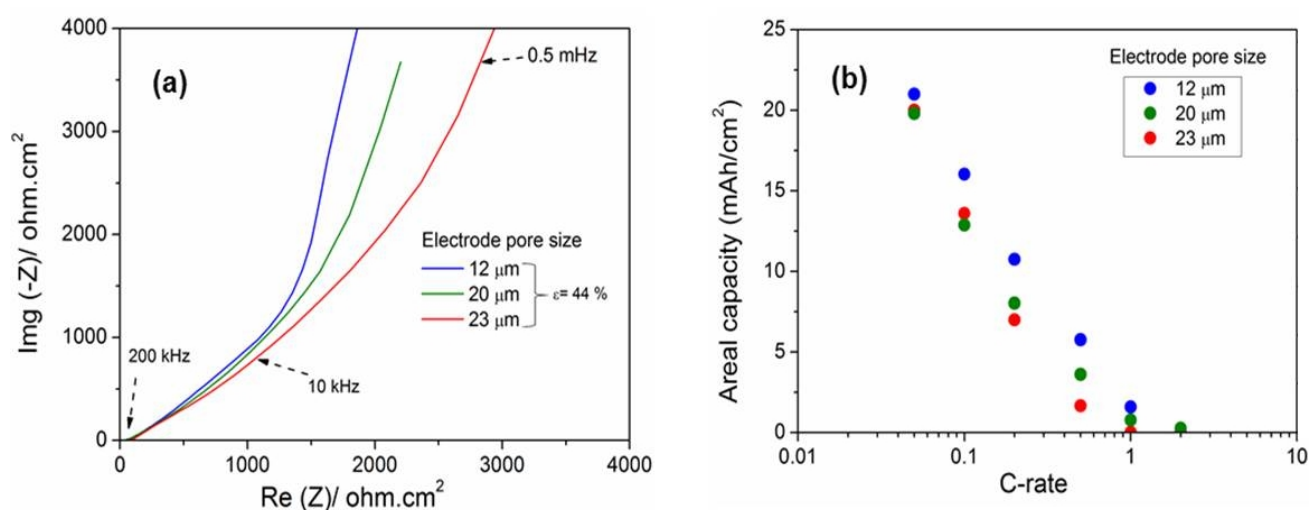 (a)
4000
3000
2000
1000
0
Img (-Z)/ ohm.cm²
0.5 mHz
Electrode pore size
12 μm
20 μm
23 μm
ε= 44 %
200 kHz
10 kHz
0 1000 2000 3000 4000
Re (Z)/ ohm.cm²
(b)
25
20
15
10
5
0
Areal capacity (mAh/cm²)
Electrode pore size
12 μm
20 μm
23 μm
0.01 0.1 1 10
C-rate